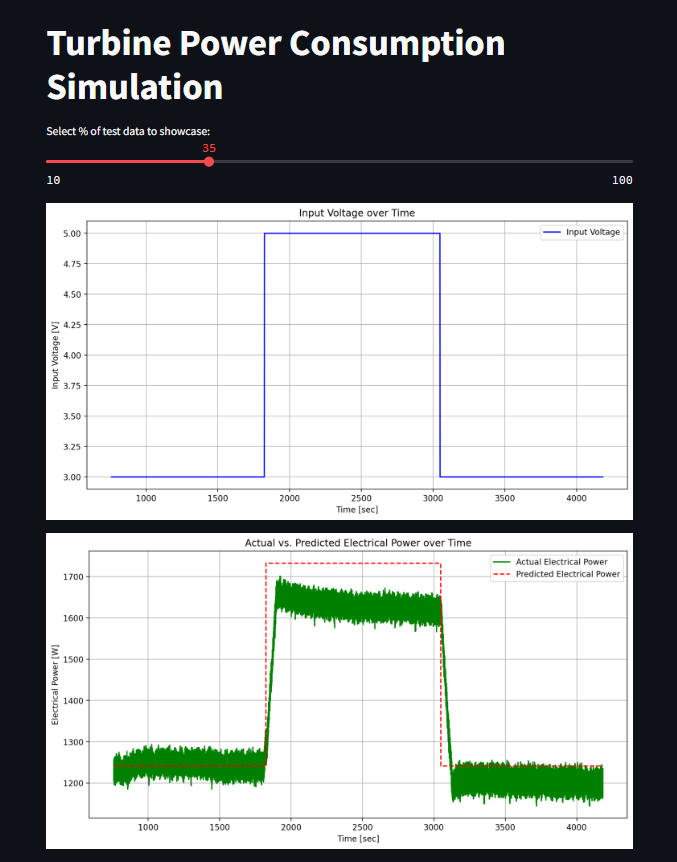 Turbine Power Consumption
Simulation
Select % of test data to showcase:
35
10 100
Input Voltage over Time
Input Voltage
Input Voltage [V]
5.00
4.75
4.50
4.25
4.00
3.75
3.50
3.25
3.00
1000 1500 2000 2500 3000 3500 4000
Time [sec]
Actual vs. Predicted Electrical Power over Time
Actual Electrical Power
Predicted Electrical Power
Electrical Power [W]
1700
1600
1500
1400
1300
1200
1000 1500 2000 2500 3000 3500 4000
Time [sec]